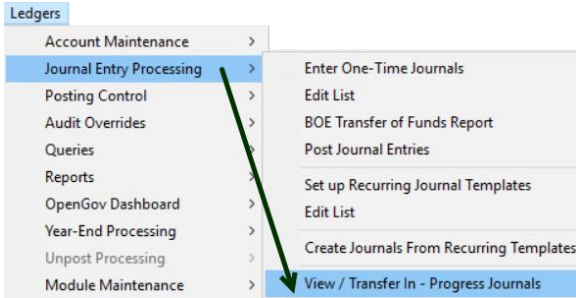 Ledgers
Account Maintenance
Journal Entry Processing
Posting Control
Audit Overrides
Queries
Reports
OpenGov Dashboard
Year-End Processing
Unpost Processing
Module Maintenance
Enter One-Time Journals
Edit List
BOE Transfer of Funds Report
Post Journal Entries
Set up Recurring Journal Templates
Edit List
Create Journals From Recurring Templates
View / Transfer In - Progress Journals